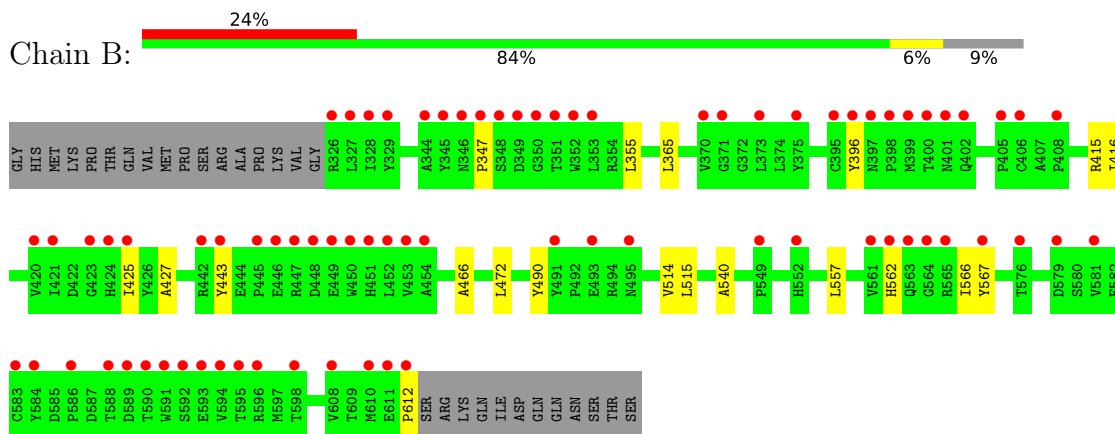 24%
Chain B:
84% 6% 9%
GLY HIS MET LYS PRO THR GLN VAL MET PRO SER ARG ALA PRO LYS VAL GLY R326 L327 I328 Y329 A344 Y345 N346 P347 S348 D349 G350 T351 W352 L353 R354 L355 L365 V370 G371 G372 L373 L374 Y375 C395 Y396 N397 P398 M399 T400 N401 Q402 P405 C406 A407 P408 R415 I416
V420 I421 D422 G423 H424 I425 Y426 A427 R442 Y443 E444 P445 E446 R447 D448 E449 W450 H451 L452 V453 A454 A466 L472 Y490 Y491 P492 E493 R494 N495 V514 L515 A540 P549 H552 L557 V561 H562 Q563 G564 R565 I566 Y567 T576 D579 S580 V581 E582
C583 Y584 D585 P586 D587 T588 D589 T590 W591 S592 E593 V594 T595 R596 M597 T598 V608 T609 M610 E611 P612 SER ARG LYS GLN ILE ASP GLN GLN ASN SER THR SER